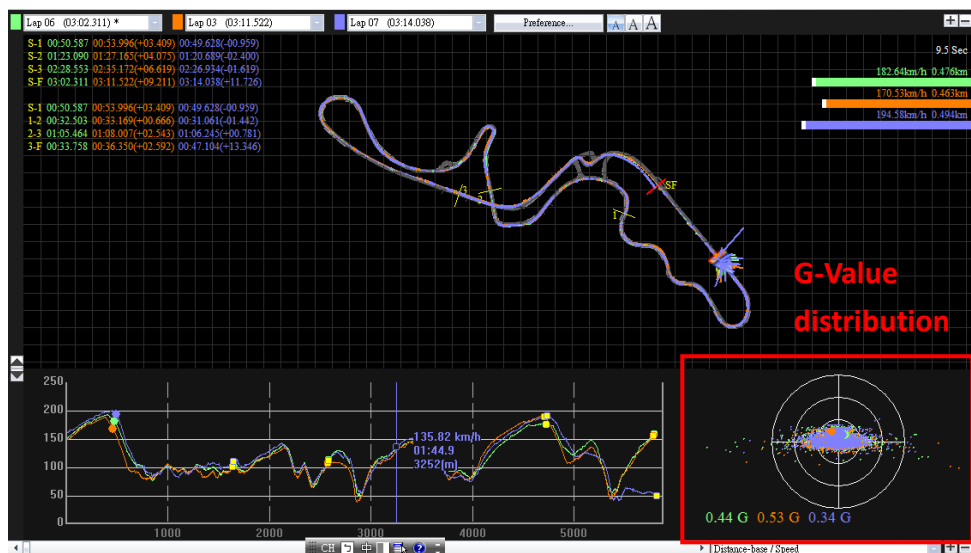 Lap 06 (03:02.311) * Lap 03 (03:11.522) Lap 07 (03:14.038) Preference... A A A
S-1 00:50.587 00:53.996(+03.409) 00:49.628(-00.959)
S-2 01:23.090 01:27.165(+04.075) 01:20.689(-02.400)
S-3 02:28.553 02:35.172(+06.619) 02:26.934(-01.619)
S-F 03:02.311 03:11.522(+09.211) 03:14.038(+11.726)
S-1 00:50.587 00:53.996(+03.409) 00:49.628(-00.959)
1-2 00:32.503 00:33.169(+00.666) 00:31.061(-01.442)
2-3 01:05.464 01:08.007(+02.543) 01:06.245(+00.781)
3-F 00:33.758 00:36.350(+02.592) 00:47.104(+13.346)
9.5 Sec
182.64km/h 0.476km
170.53km/h 0.463km
194.58km/h 0.494km
3
2
SF
1
G-Value
distribution
250
200
150
100
50
0
1000 2000 3000 4000 5000
135.82 km/h
01:44.9
3252(m)
0.44 G 0.53 G 0.34 G
CH ㄅ 中
Distance-base / Speed